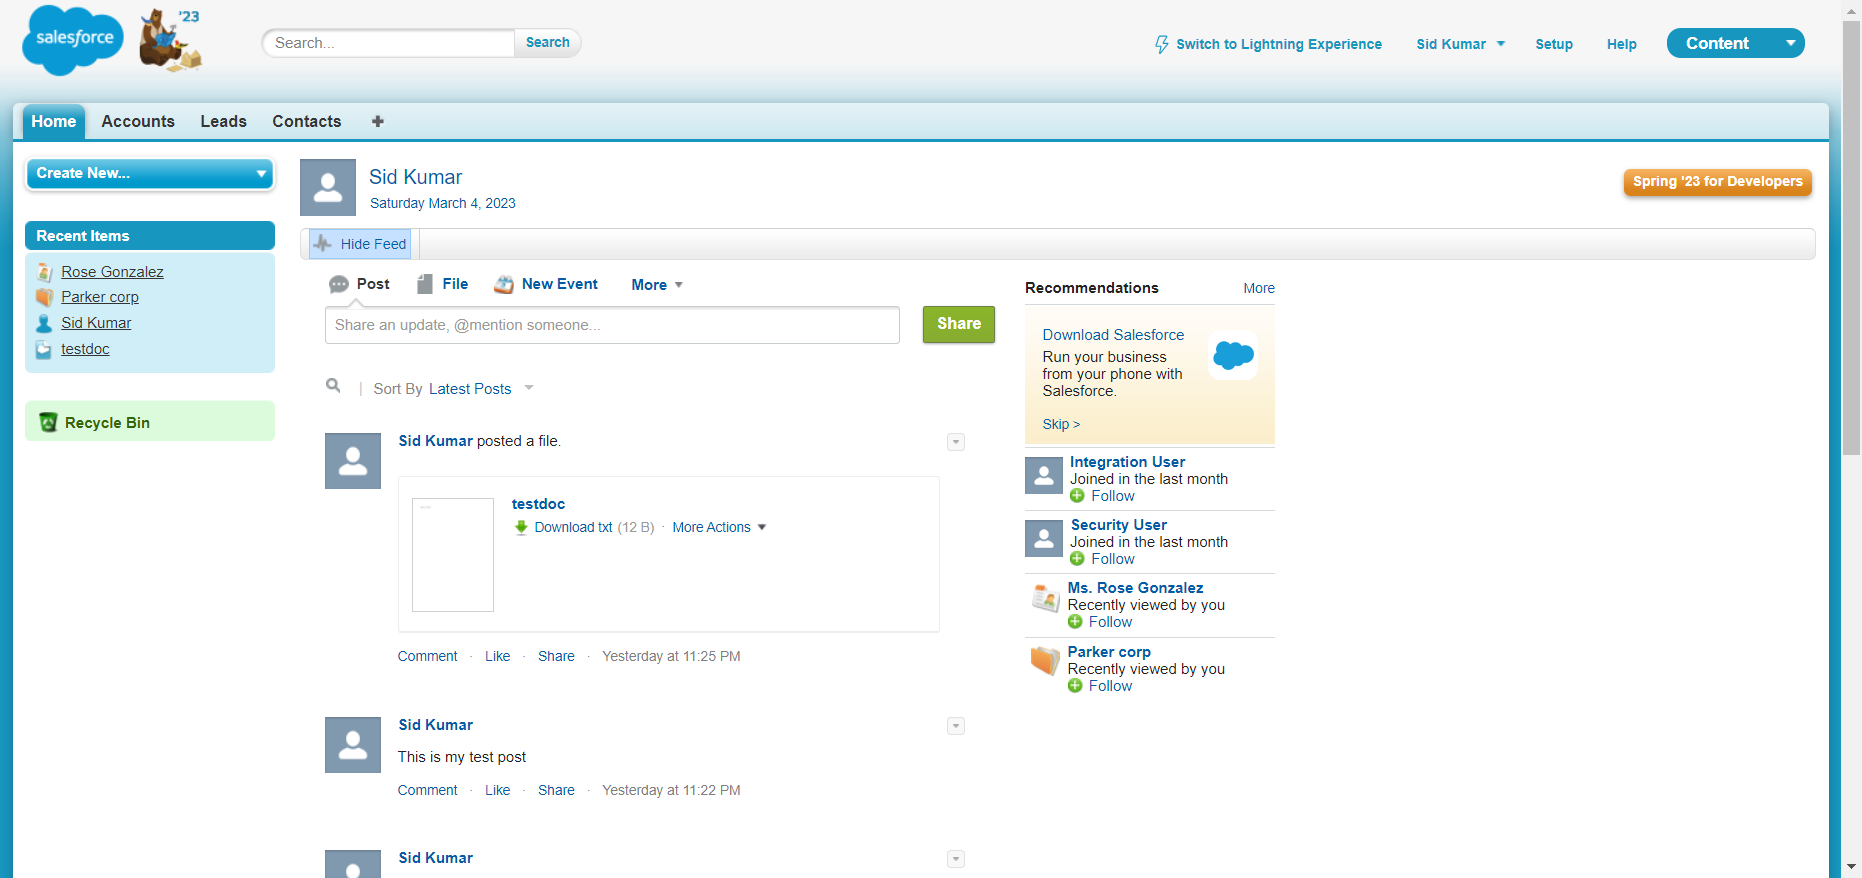 salesforce
'23
Search...
Search
Switch to Lightning Experience
Sid Kumar
Setup
Help
Content
Home
Accounts
Leads
Contacts
Create New...
Recent Items
Rose Gonzalez
Parker corp
Sid Kumar
testdoc
Recycle Bin
Sid Kumar
Saturday March 4, 2023
Spring '23 for Developers
Hide Feed
Post
File
New Event
More
Share an update, @mention someone...
Share
Sort By Latest Posts
Sid Kumar posted a file.
testdoc
Download txt (12 B) · More Actions
Comment · Like · Share · Yesterday at 11:25 PM
Sid Kumar
This is my test post
Comment · Like · Share · Yesterday at 11:22 PM
Sid Kumar
Recommendations
More
Download Salesforce
Run your business
from your phone with
Salesforce.
Skip >
Integration User
Joined in the last month
Follow
Security User
Joined in the last month
Follow
Ms. Rose Gonzalez
Recently viewed by you
Follow
Parker corp
Recently viewed by you
Follow